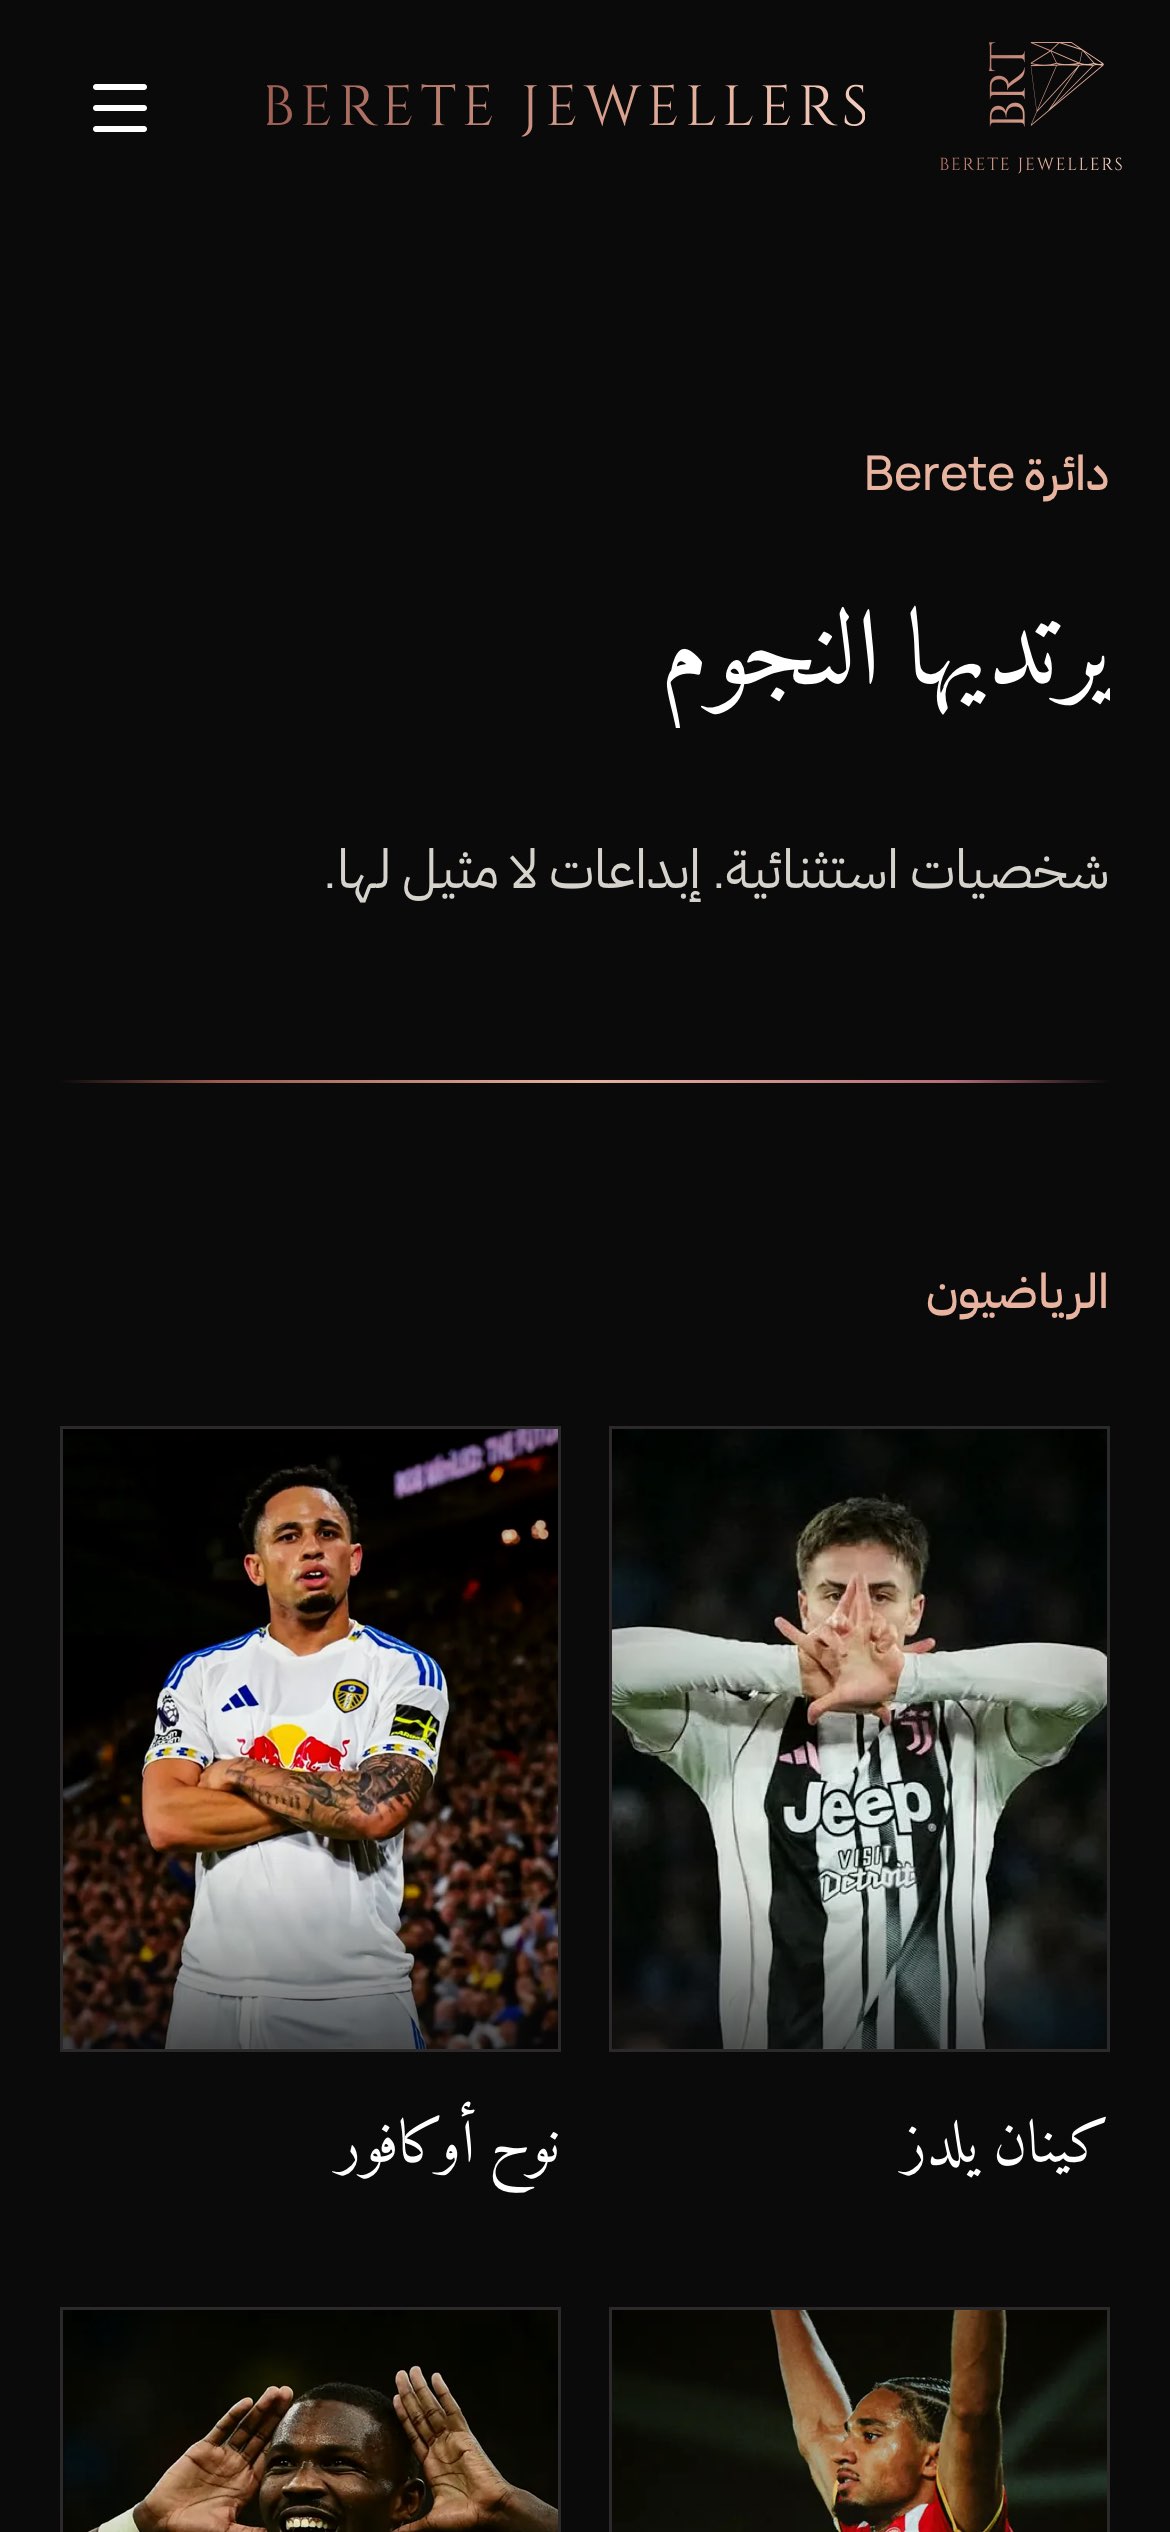 BERETE JEWELLERS
BRT
BERETE JEWELLERS
دائرة Berete
يرتديها النجوم
شخصيات استثنائية. إبداعات لا مثيل لها.
الرياضيون
Jeep
VISIT
Detroit
كينان يلدز
نوح أوكافور